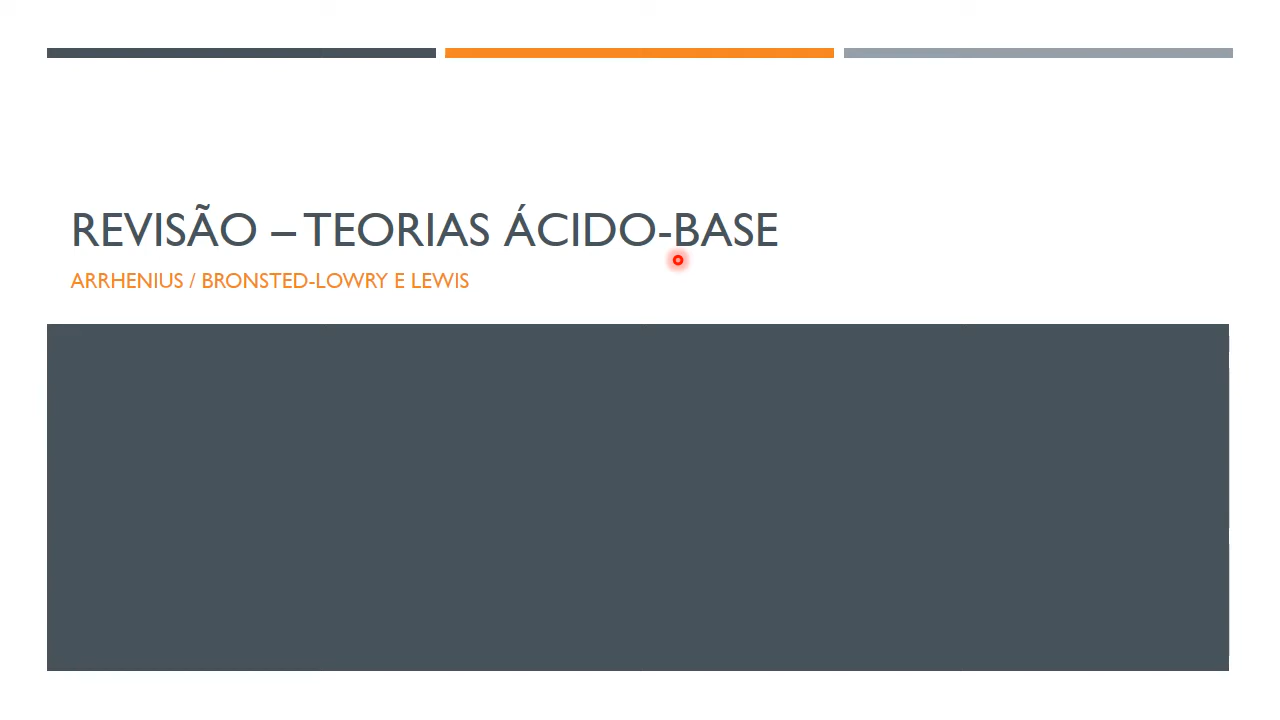 REVISÃO – TEORIAS ÁCIDO-BASE
ARRHENIUS / BRONSTED-LOWRY E LEWIS